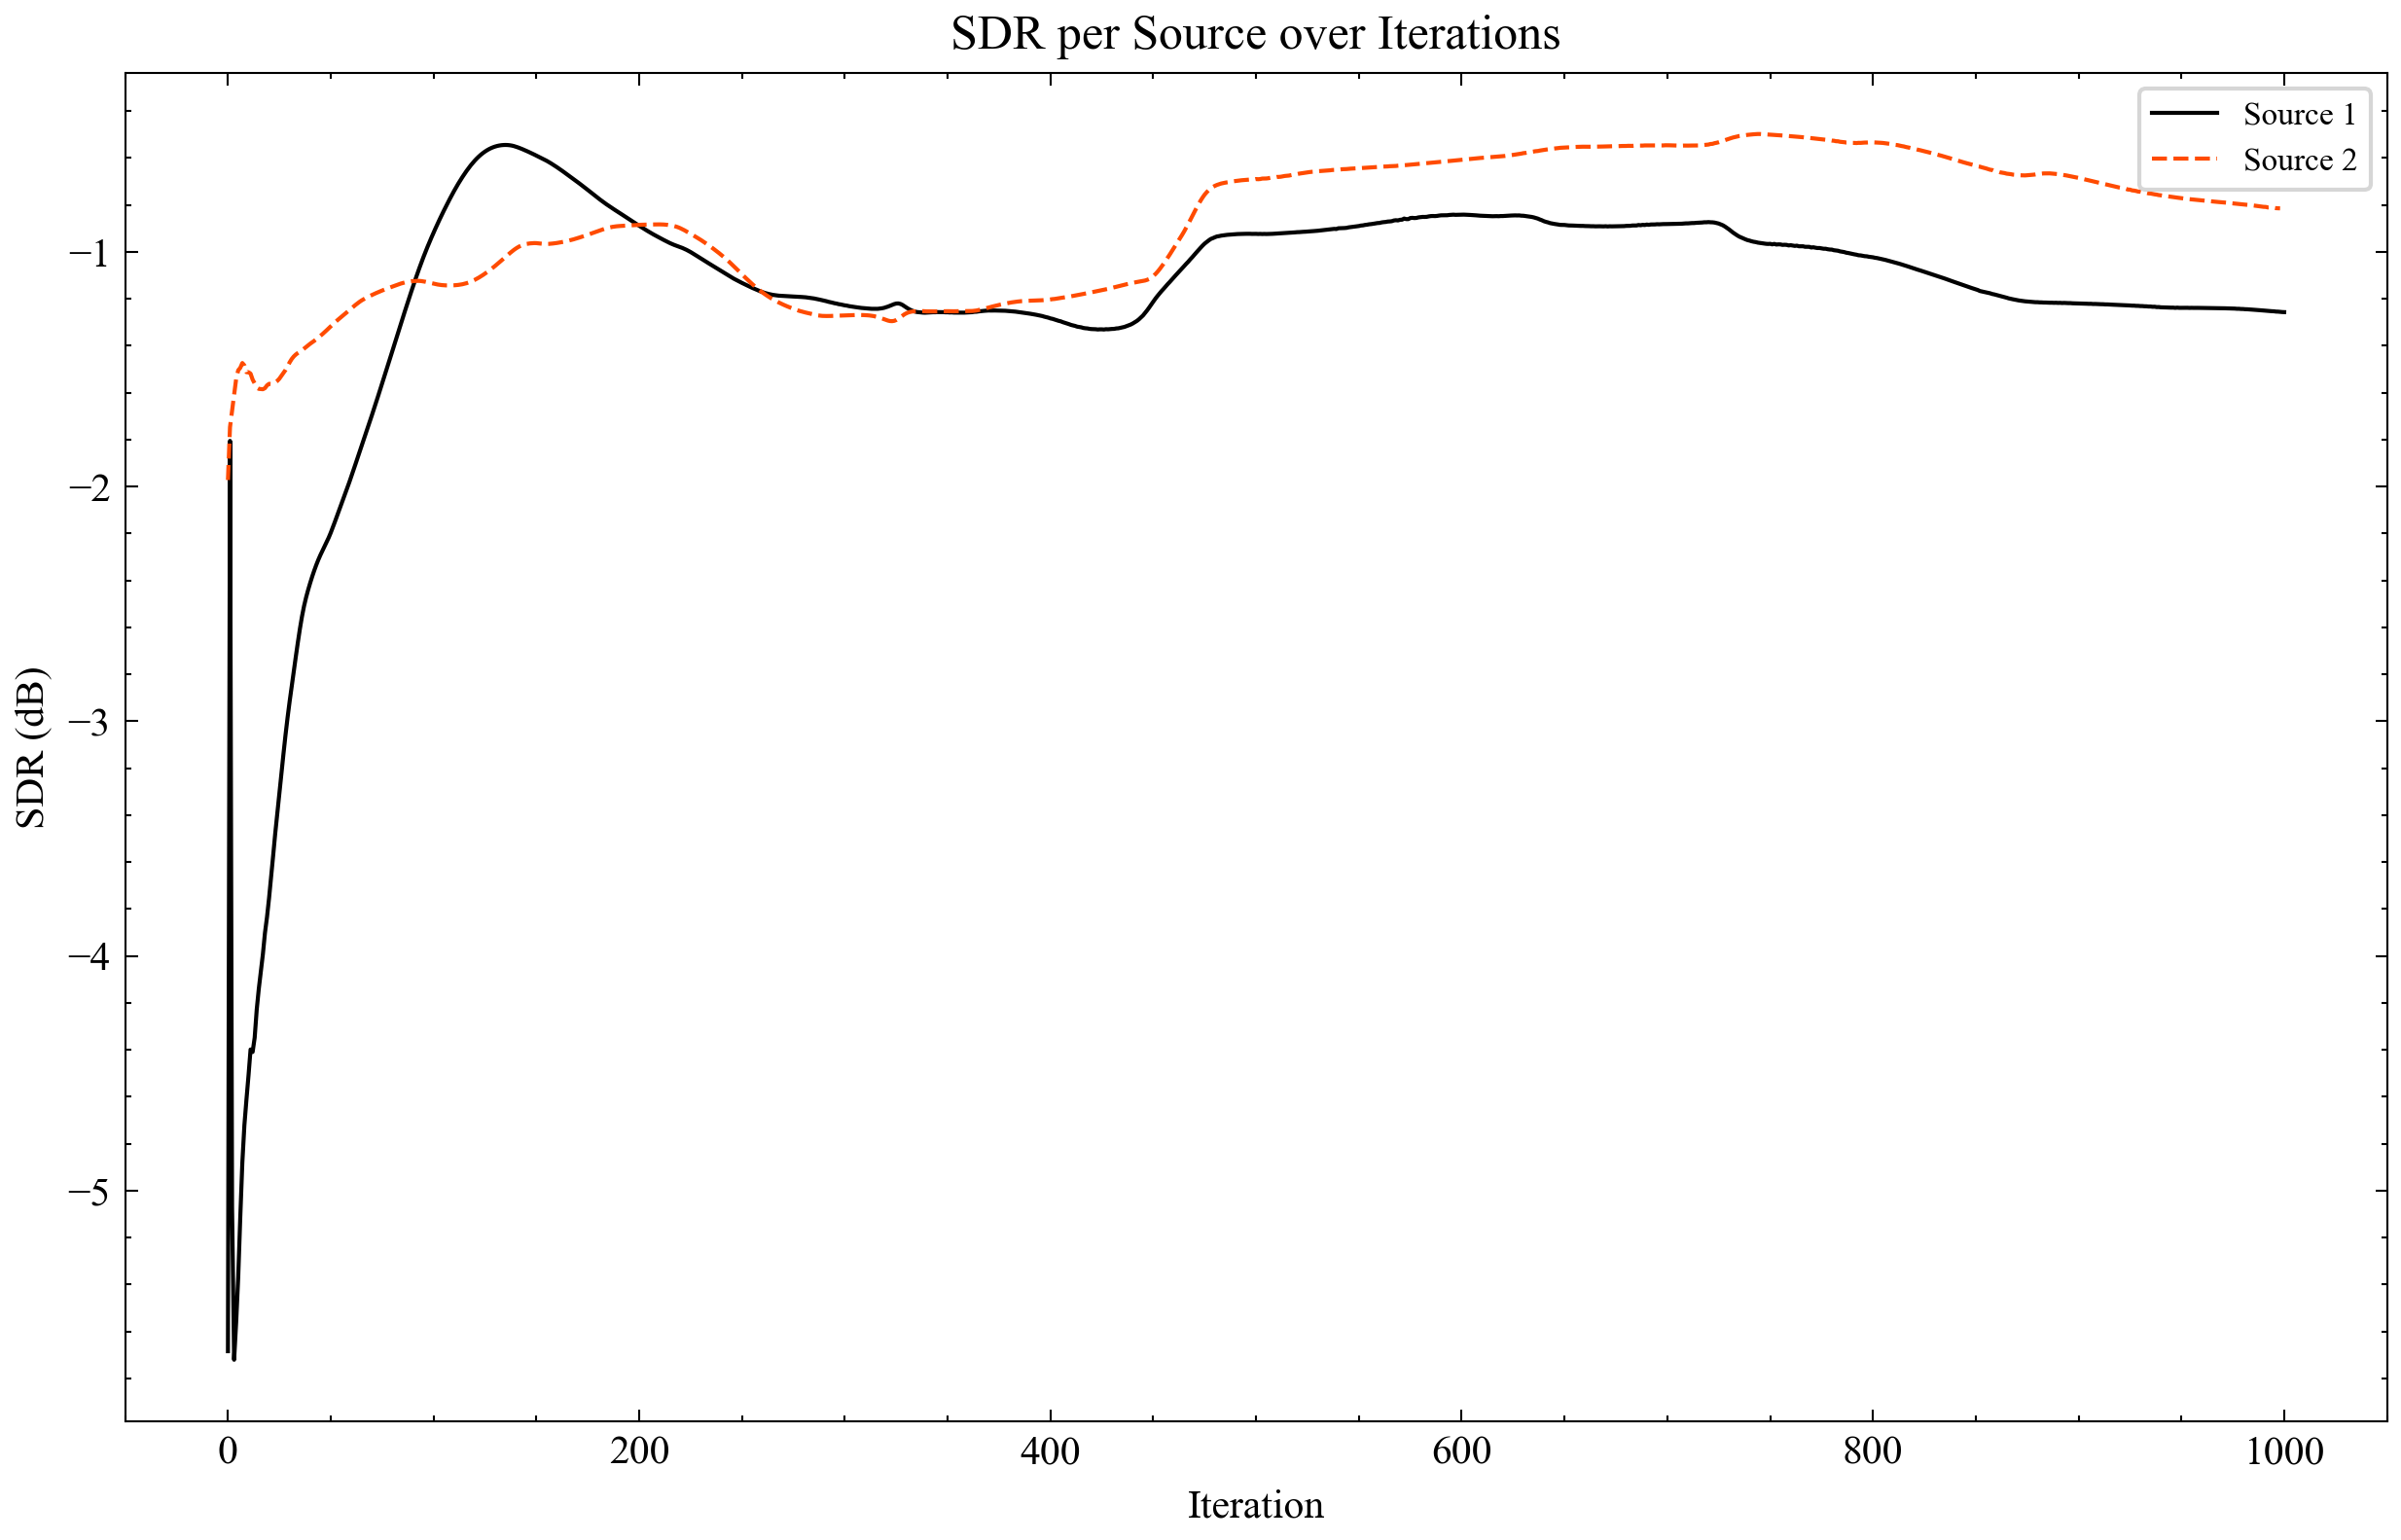 SDR per Source over Iterations
Source 1
Source 2
SDR (dB)
−1
−2
−3
−4
−5
0 200 400 600 800 1000
Iteration